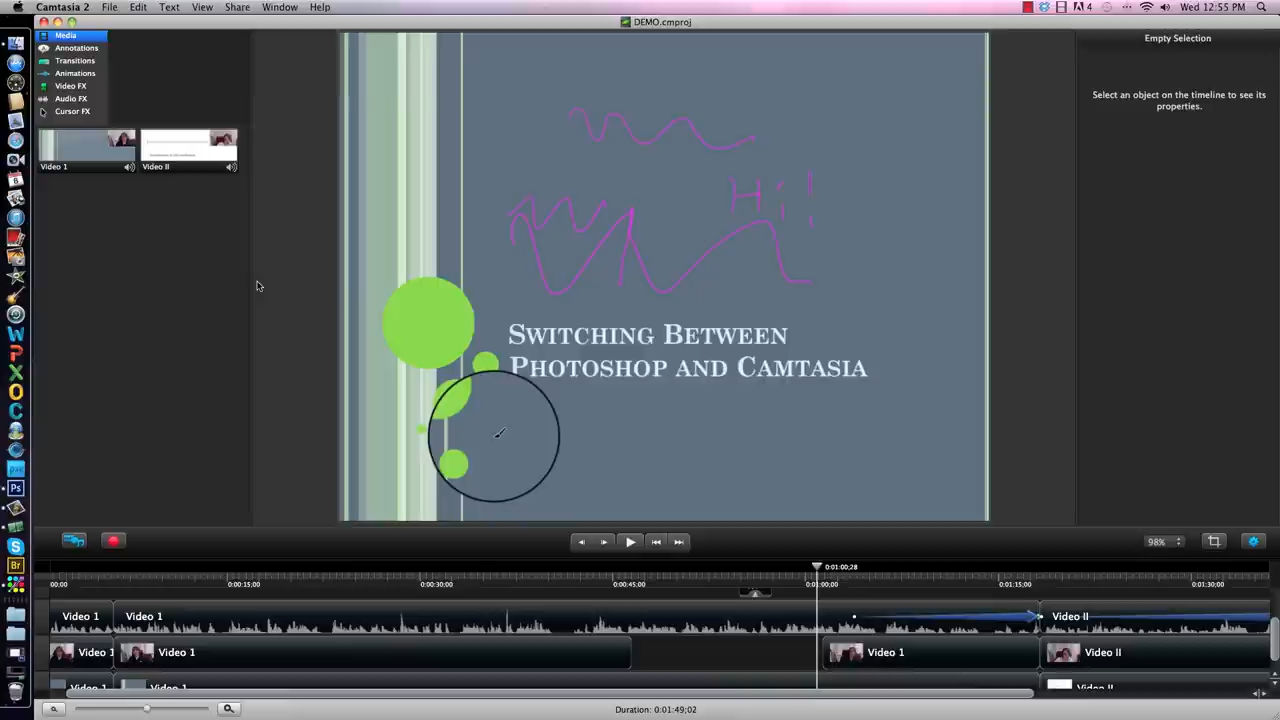 Camtasia 2 File Edit Text View Share Window Help 4 Wed 12:55 PM
DEMO.cmproj
Media
Annotations
Transitions
Animations
Video FX
Audio FX
Cursor FX
Video 1 Video II
Empty Selection
Select an object on the timeline to see its
properties.
Hi!
Switching Between
Photoshop and Camtasia
98%
0:01:00;28
00:00 0:00:15;00 0:00:30;00 0:00:45;00 0:01:00;00 0:01:15;00 0:01:30;00
Video 1 Video 1 Video II
Video 1 Video 1 Video 1 Video II
Video 1 Video 1 Video II
Duration: 0:01:49;02